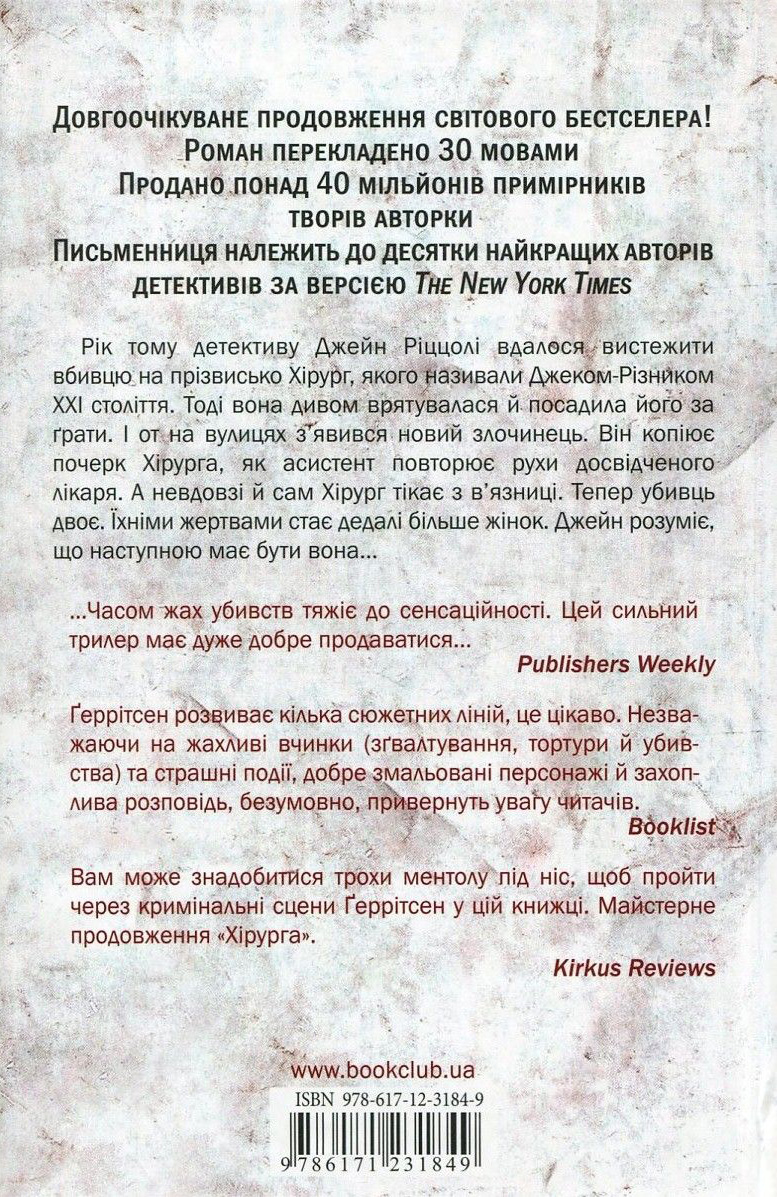 Довгоочікуване продовження світового бестселера!
Роман перекладено 30 мовами
Продано понад 40 мільйонів примірників
творів авторки
Письменниця належить до десятки найкращих авторів
детективів за версією The New York Times
Рік тому детективу Джейн Ріццолі вдалося вистежити
вбивцю на прізвисько Хірург, якого називали Джеком-Різником
XXI століття. Тоді вона дивом врятувалася й посадила його за
ґрати. І от на вулицях з’явився новий злочинець. Він копіює
почерк Хірурга, як асистент повторює рухи досвідченого
лікаря. А невдовзі й сам Хірург тікає з в’язниці. Тепер убивць
двоє. Їхніми жертвами стає дедалі більше жінок. Джейн розуміє,
що наступною має бути вона...
...Часом жах убивств тяжіє до сенсаційності. Цей сильний
трилер має дуже добре продаватися...
Publishers Weekly
Ґеррітсен розвиває кілька сюжетних ліній, це цікаво. Незва-
жаючи на жахливі вчинки (зґвалтування, тортури й убив-
ства) та страшні події, добре змальовані персонажі й захоп-
лива розповідь, безумовно, привернуть увагу читачів.
Booklist
Вам може знадобитися трохи ментолу під ніс, щоб пройти
через кримінальні сцени Ґеррітсен у цій книжці. Майстерне
продовження «Хірурга».
Kirkus Reviews
www.bookclub.ua
ISBN 978-617-12-3184-9
9 786171 231849